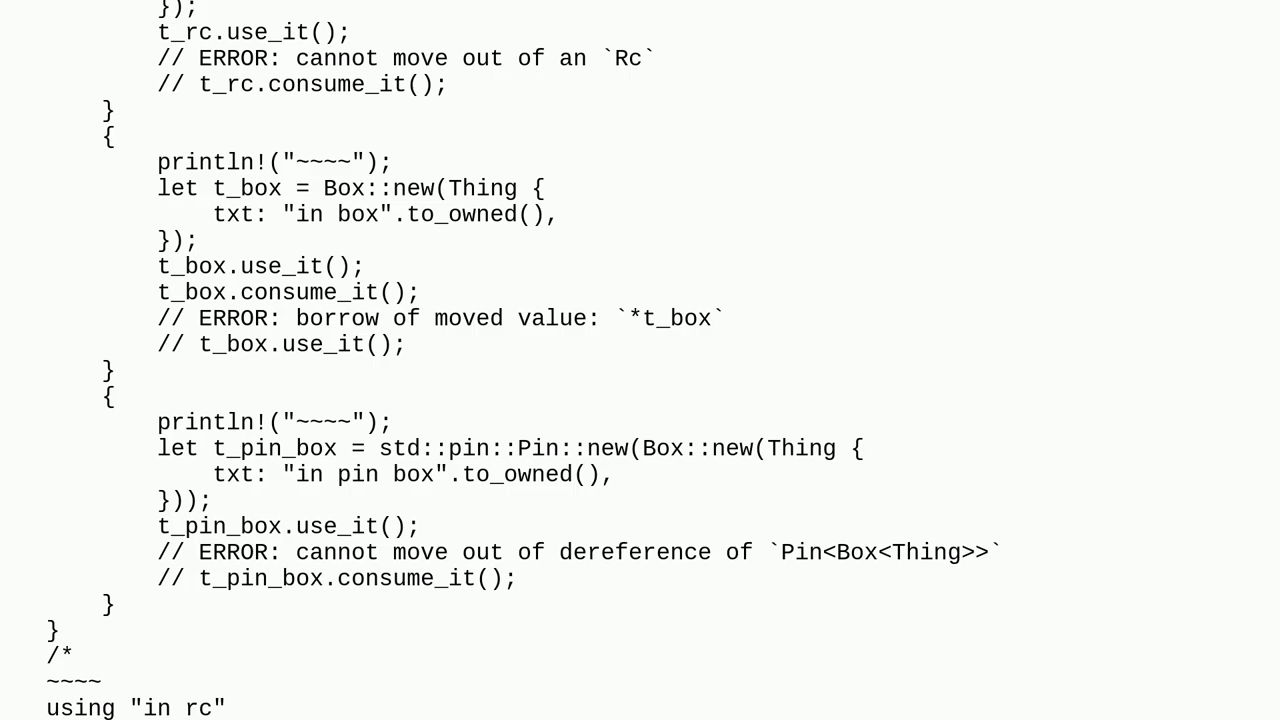 });
        t_rc.use_it();
        // ERROR: cannot move out of an `Rc`
        // t_rc.consume_it();
    }
    {
        println!("~~~~");
        let t_box = Box::new(Thing {
            txt: "in box".to_owned(),
        });
        t_box.use_it();
        t_box.consume_it();
        // ERROR: borrow of moved value: `*t_box`
        // t_box.use_it();
    }
    {
        println!("~~~~");
        let t_pin_box = std::pin::Pin::new(Box::new(Thing {
            txt: "in pin box".to_owned(),
        }));
        t_pin_box.use_it();
        // ERROR: cannot move out of dereference of `Pin<Box<Thing>>`
        // t_pin_box.consume_it();
    }
}
/*
~~~~
using "in rc"